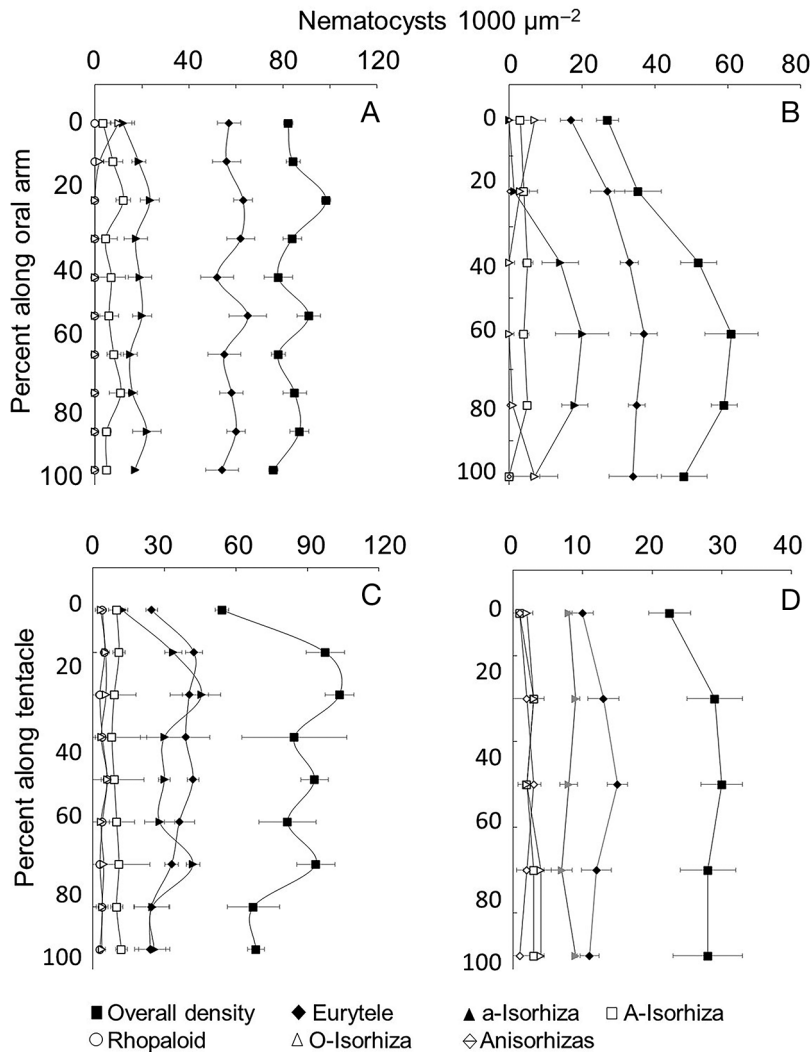 Nematocysts 1000 µm–2
0 40 80 120
0 20 40 60 80
A
B
0
20
40
60
80
100
Percent along oral arm
0
20
40
60
80
100
0 30 60 90 120
0 10 20 30 40
C
D
0
20
40
60
80
100
Percent along tentacle
0
20
40
60
80
100
Overall density Eurytele a-Isorhiza A-Isorhiza
Rhopaloid O-Isorhiza Anisorhizas